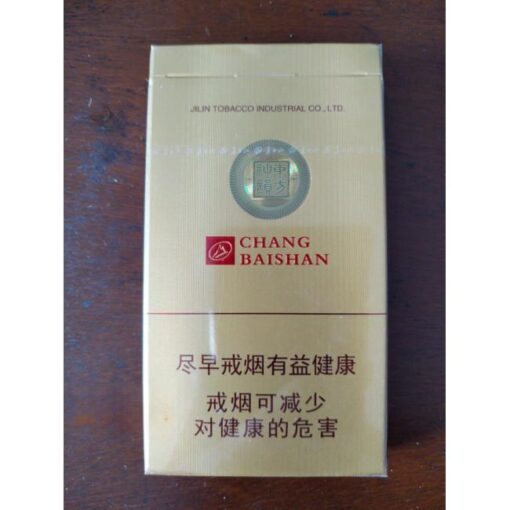 JILIN TOBACCO INDUSTRIAL CO., LTD.
CHANG
BAISHAN
尽早戒烟有益健康
戒烟可减少
对健康的危害